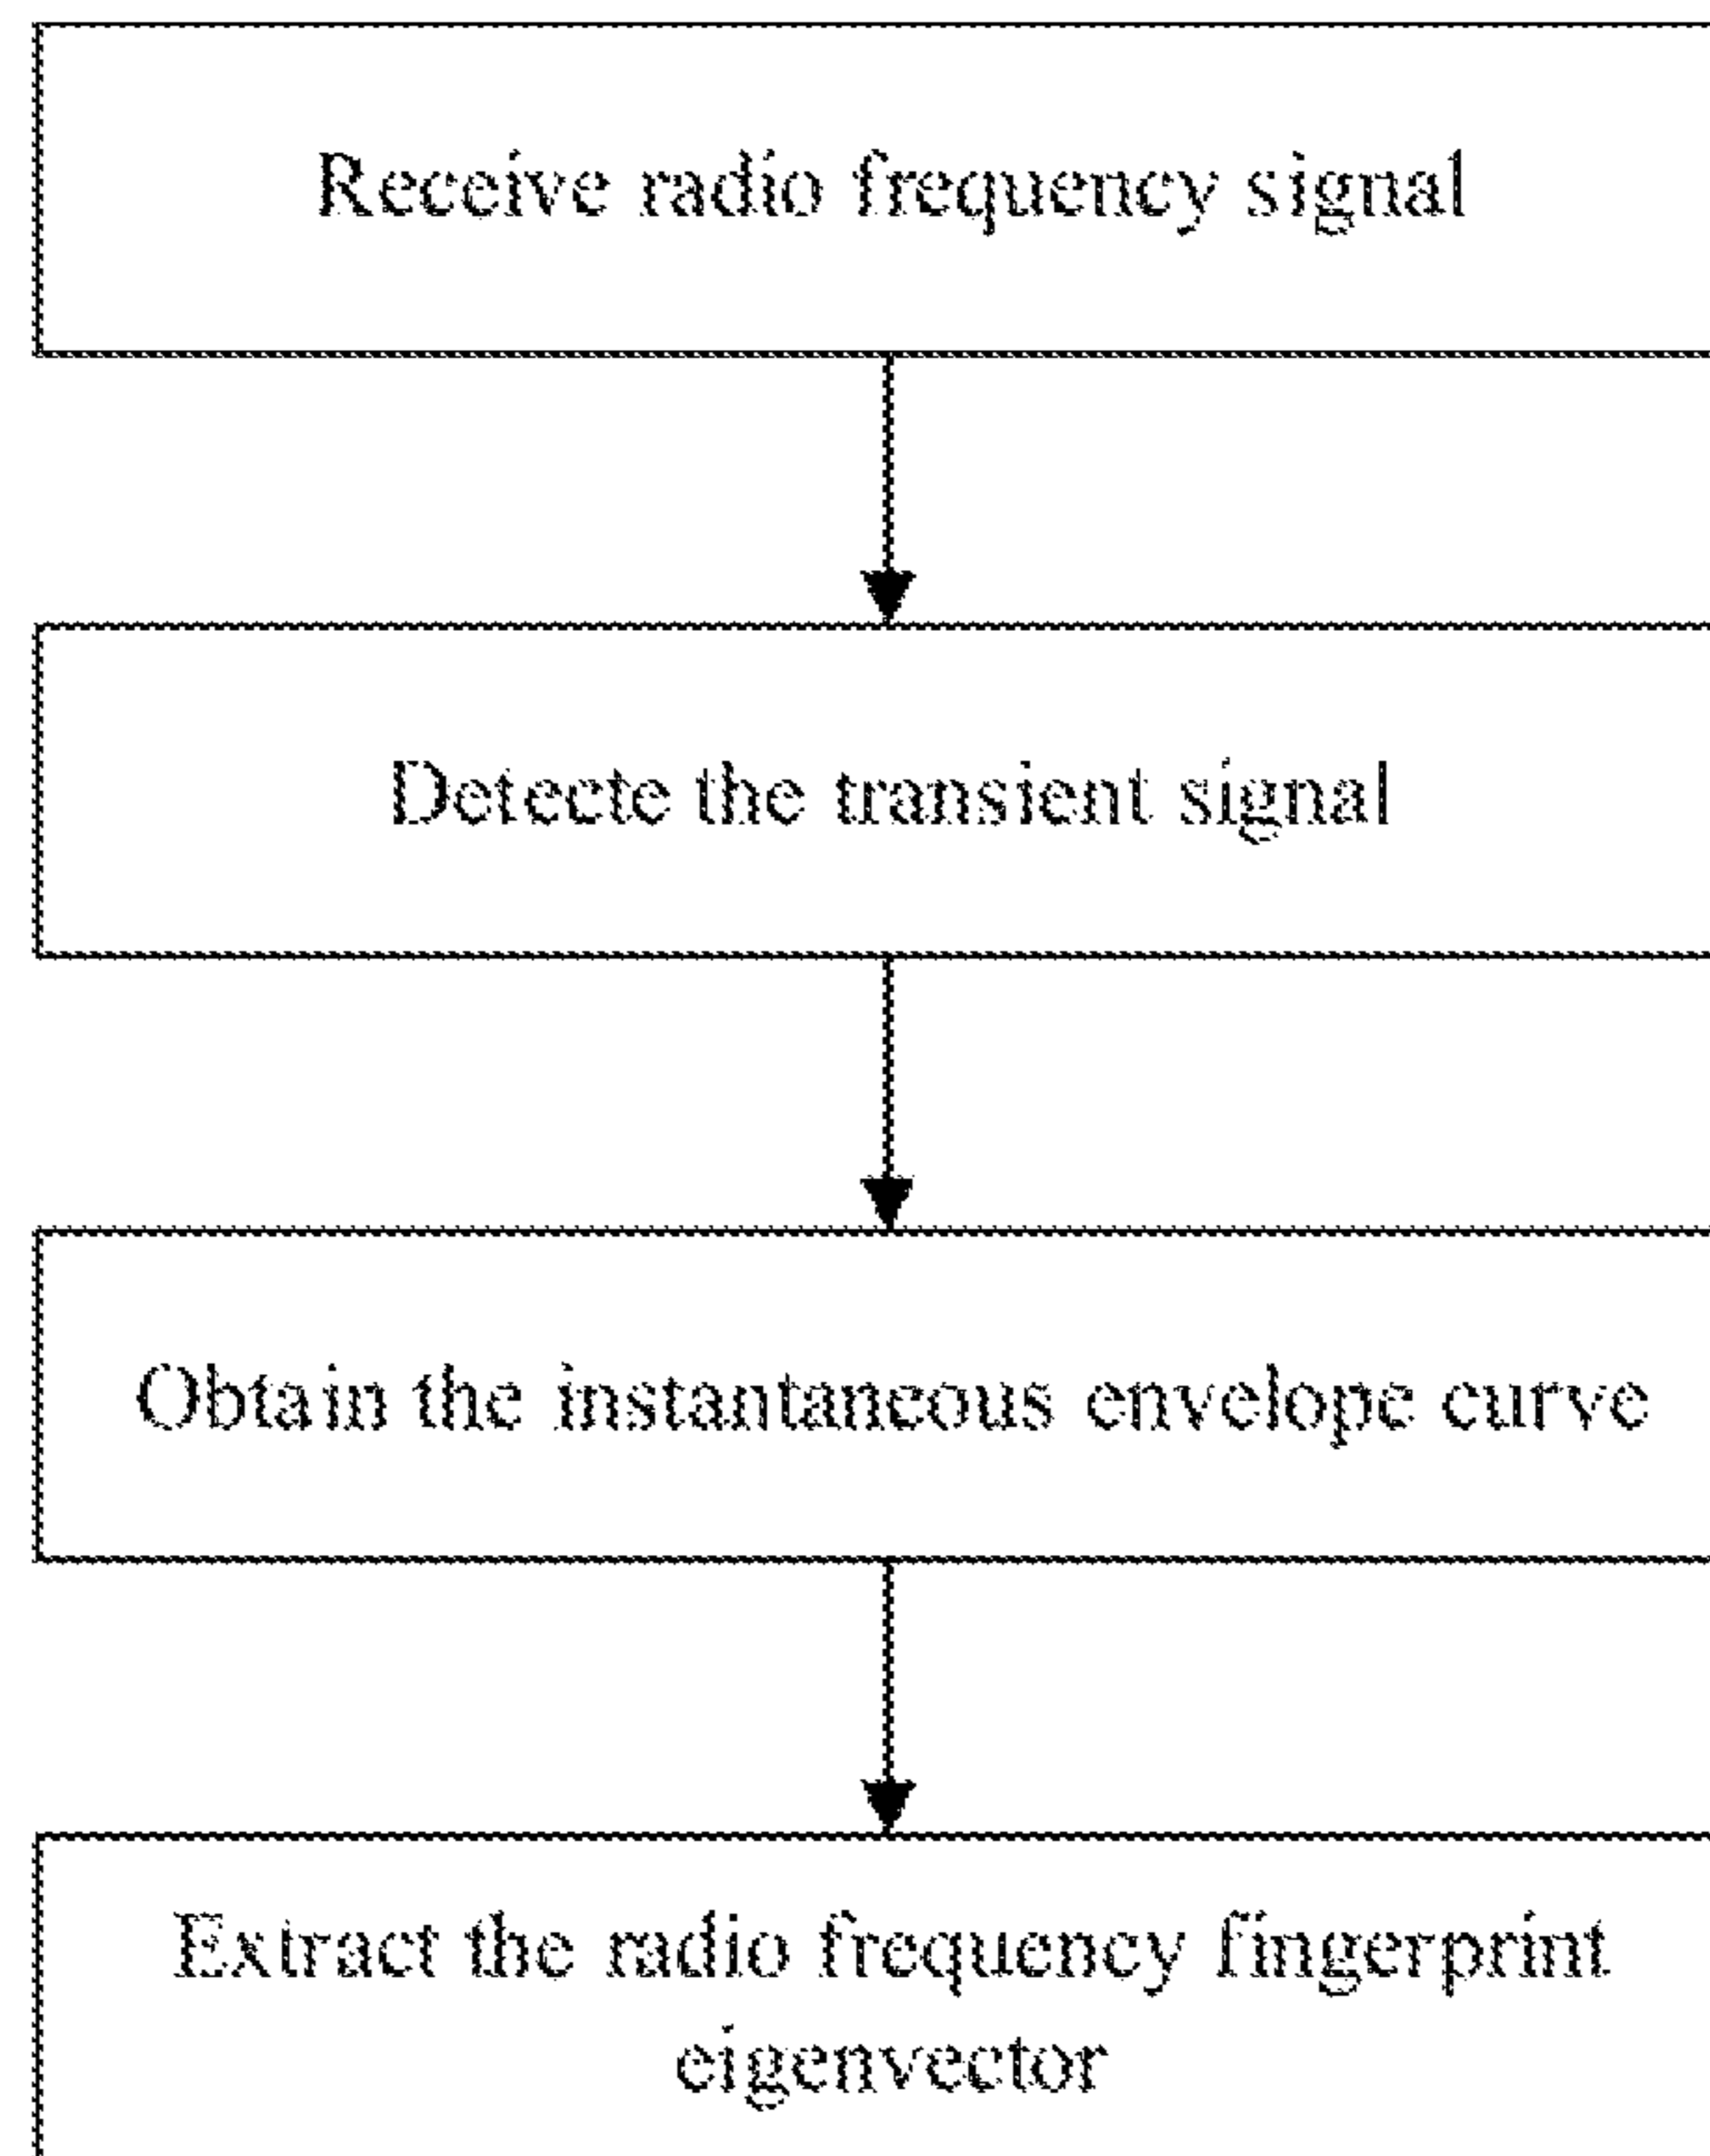 Receive radio frequency signal
Detecte the transient signal
Obtain the instantaneous envelope curve
Extract the radio frequency fingerprint
eigenvector